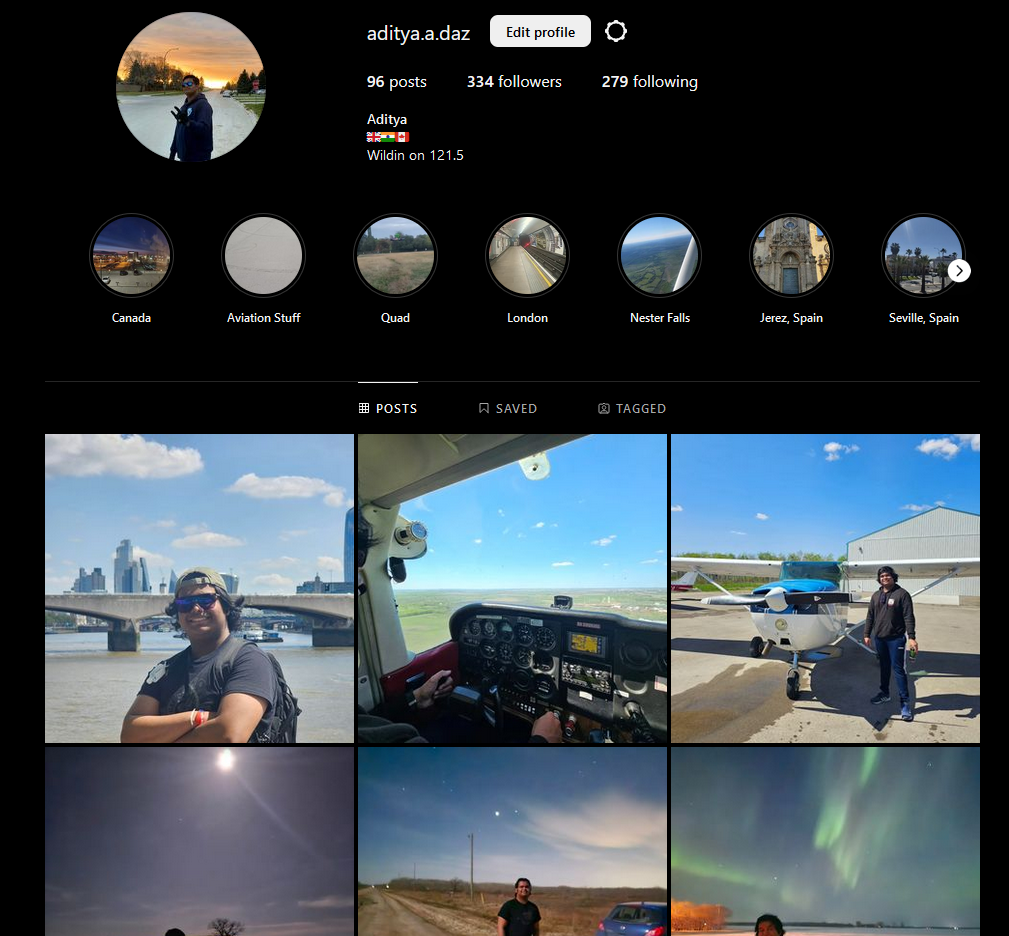 aditya.a.daz Edit profile
96 posts 334 followers 279 following
Aditya
🇬🇧🇮🇳🇨🇦
Wildin on 121.5
Canada Aviation Stuff Quad London Nester Falls Jerez, Spain Seville, Spain
POSTS SAVED TAGGED